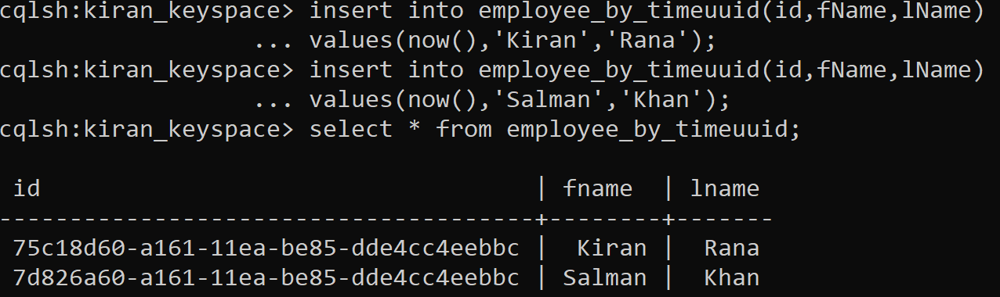 cqlsh:kiran_keyspace> insert into employee_by_timeuuid(id,fName,lName)
                  ... values(now(),'Kiran','Rana');
cqlsh:kiran_keyspace> insert into employee_by_timeuuid(id,fName,lName)
                  ... values(now(),'Salman','Khan');
cqlsh:kiran_keyspace> select * from employee_by_timeuuid;

 id                                   | fname  | lname
--------------------------------------+--------+-------
 75c18d60-a161-11ea-be85-dde4cc4eebbc |  Kiran |  Rana
 7d826a60-a161-11ea-be85-dde4cc4eebbc | Salman |  Khan